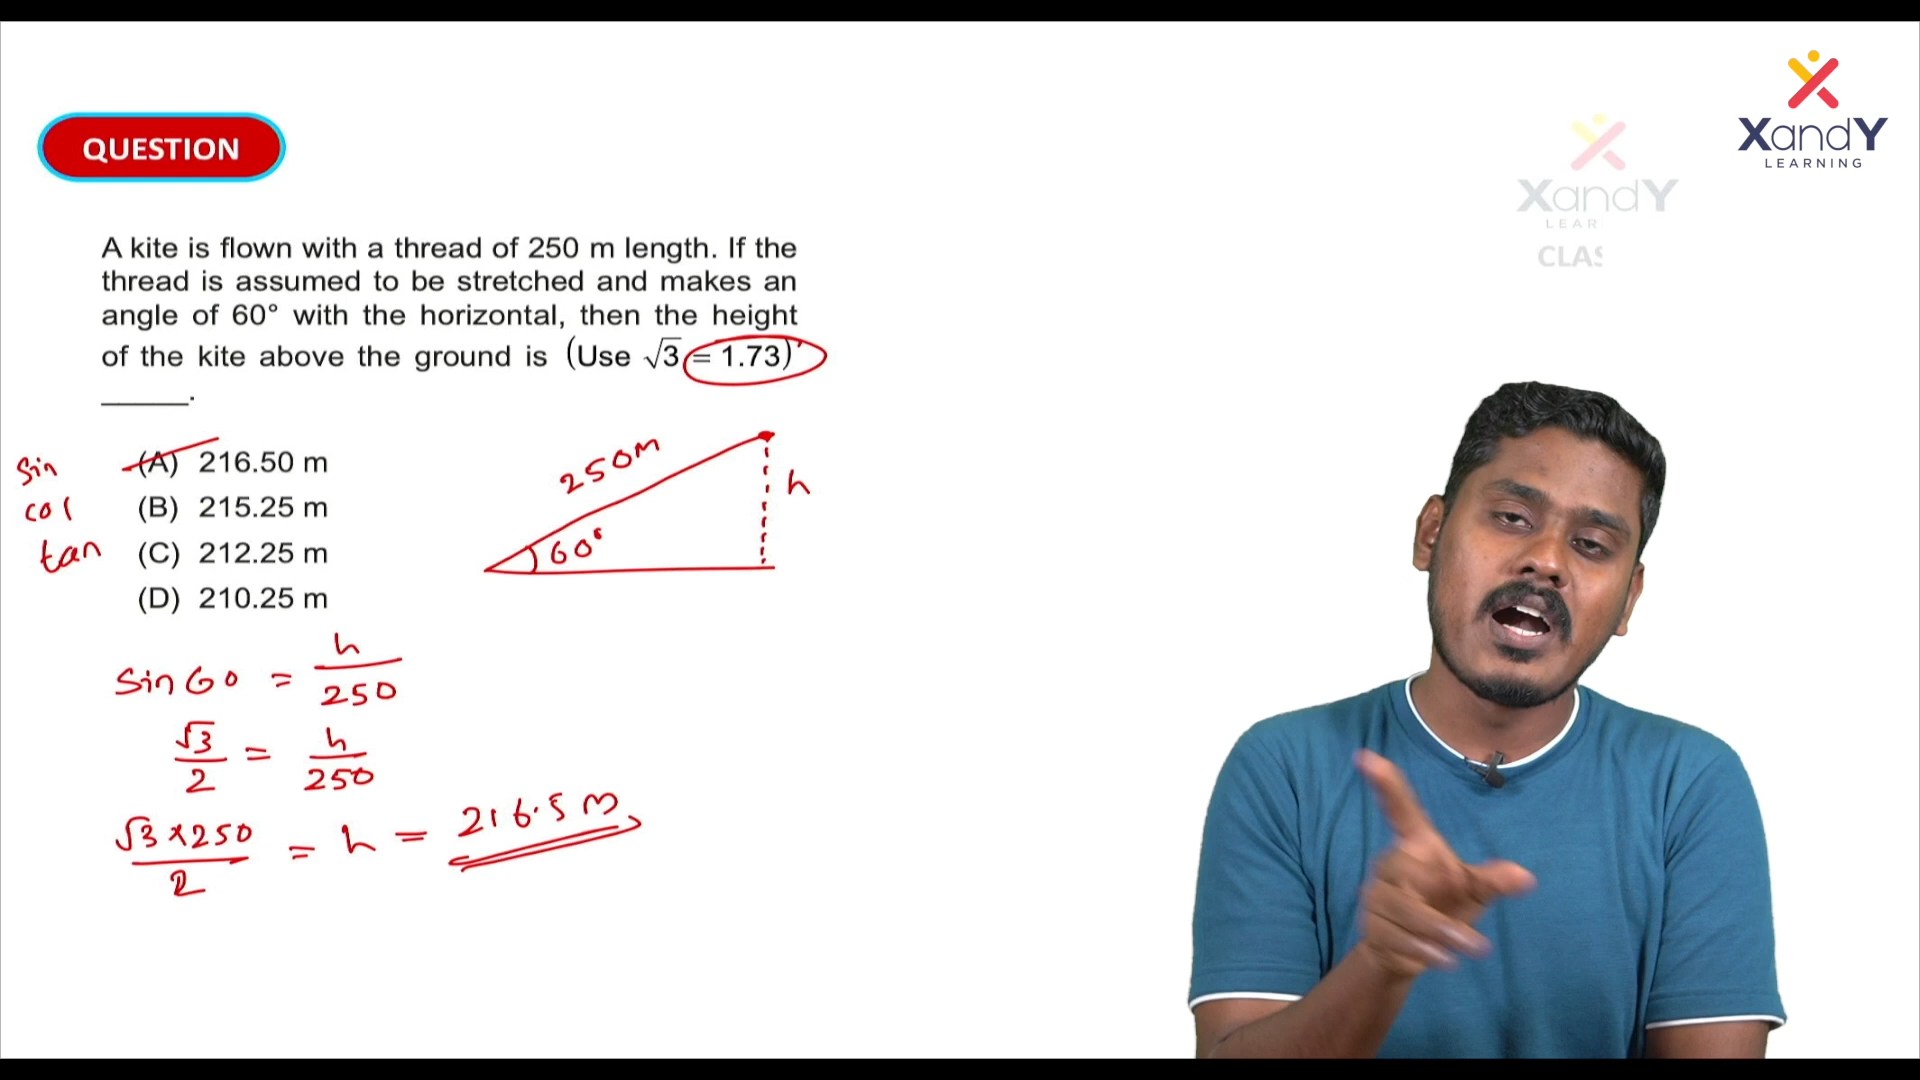 XandY
LEARNING
XandY
LEAR
CLAS
QUESTION
A kite is flown with a thread of 250 m length. If the
thread is assumed to be stretched and makes an
angle of 60° with the horizontal, then the height
of the kite above the ground is (Use √3 = 1.73)
______.
(A) 216.50 m
(B) 215.25 m
(C) 212.25 m
(D) 210.25 m
sin
cos
tan
250m
60°
h
sin 60 = h/250
√3/2 = h/250
√3×250/2 = h = 216.5 m